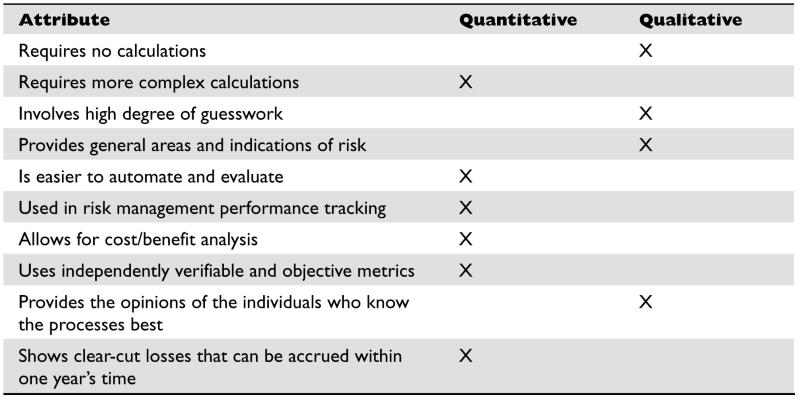 Attribute Quantitative Qualitative
Requires no calculations X
Requires more complex calculations X
Involves high degree of guesswork X
Provides general areas and indications of risk X
Is easier to automate and evaluate X
Used in risk management performance tracking X
Allows for cost/benefit analysis X
Uses independently verifiable and objective metrics X
Provides the opinions of the individuals who know X
the processes best
Shows clear-cut losses that can be accrued within X
one year’s time